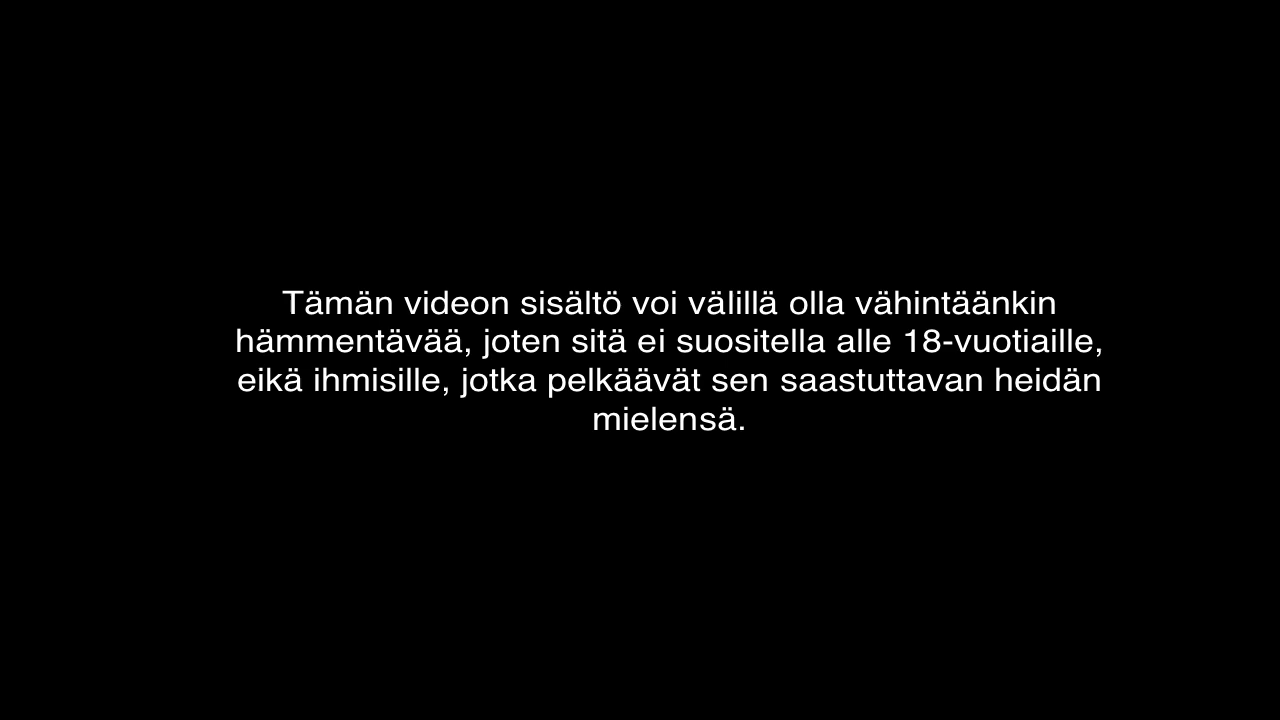 Tämän videon sisältö voi välillä olla vähintäänkin
hämmentävää, joten sitä ei suositella alle 18-vuotiaille,
eikä ihmisille, jotka pelkäävät sen saastuttavan heidän
mielensä.